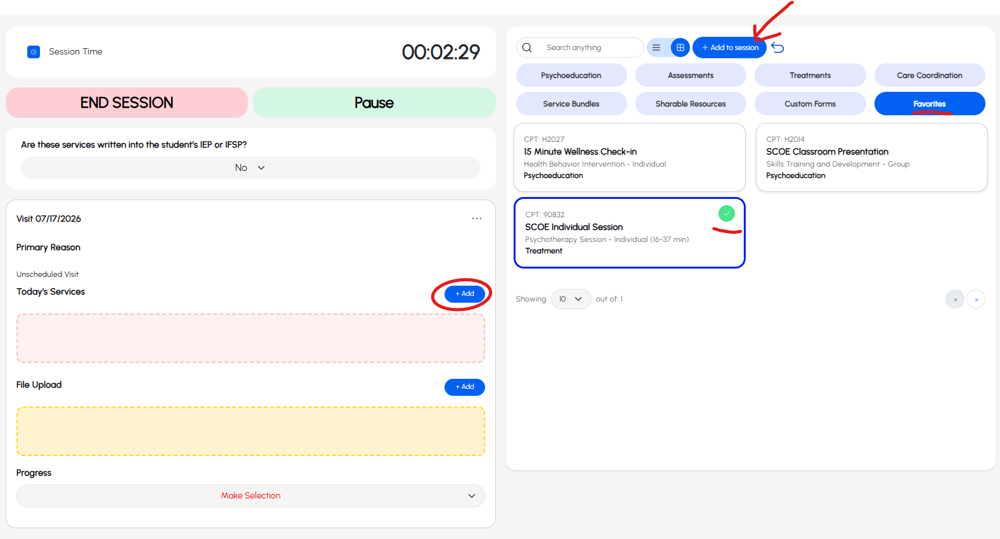 Session Time
00:02:29
END SESSION
Pause
Are these services written into the student's IEP or IFSP?
No
Visit 07/17/2026
...
Primary Reason
Unscheduled Visit
Today's Services
+ Add
File Upload
+ Add
Progress
Make Selection
Search anything
+ Add to session
Psychoeducation
Assessments
Treatments
Care Coordination
Service Bundles
Sharable Resources
Custom Forms
Favorites
CPT: H2027
15 Minute Wellness Check-in
Health Behavior Intervention - Individual
Psychoeducation
CPT: H2014
SCOE Classroom Presentation
Skills Training and Development - Group
Psychoeducation
CPT: 90832
SCOE Individual Session
Psychotherapy Session - Individual (16-37 min)
Treatment
Showing 10 out of: 1
« »